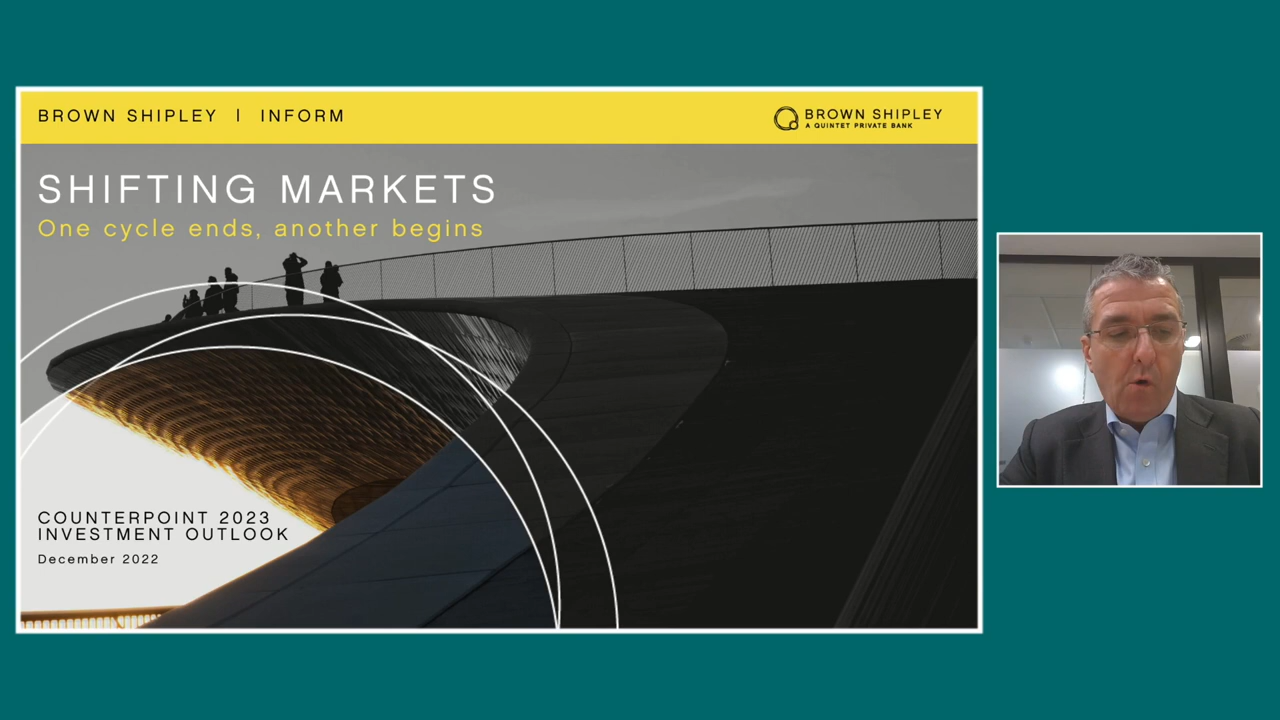 BROWN SHIPLEY | INFORM
BROWN SHIPLEY
A QUINTET PRIVATE BANK
SHIFTING MARKETS
One cycle ends, another begins
COUNTERPOINT 2023
INVESTMENT OUTLOOK
December 2022